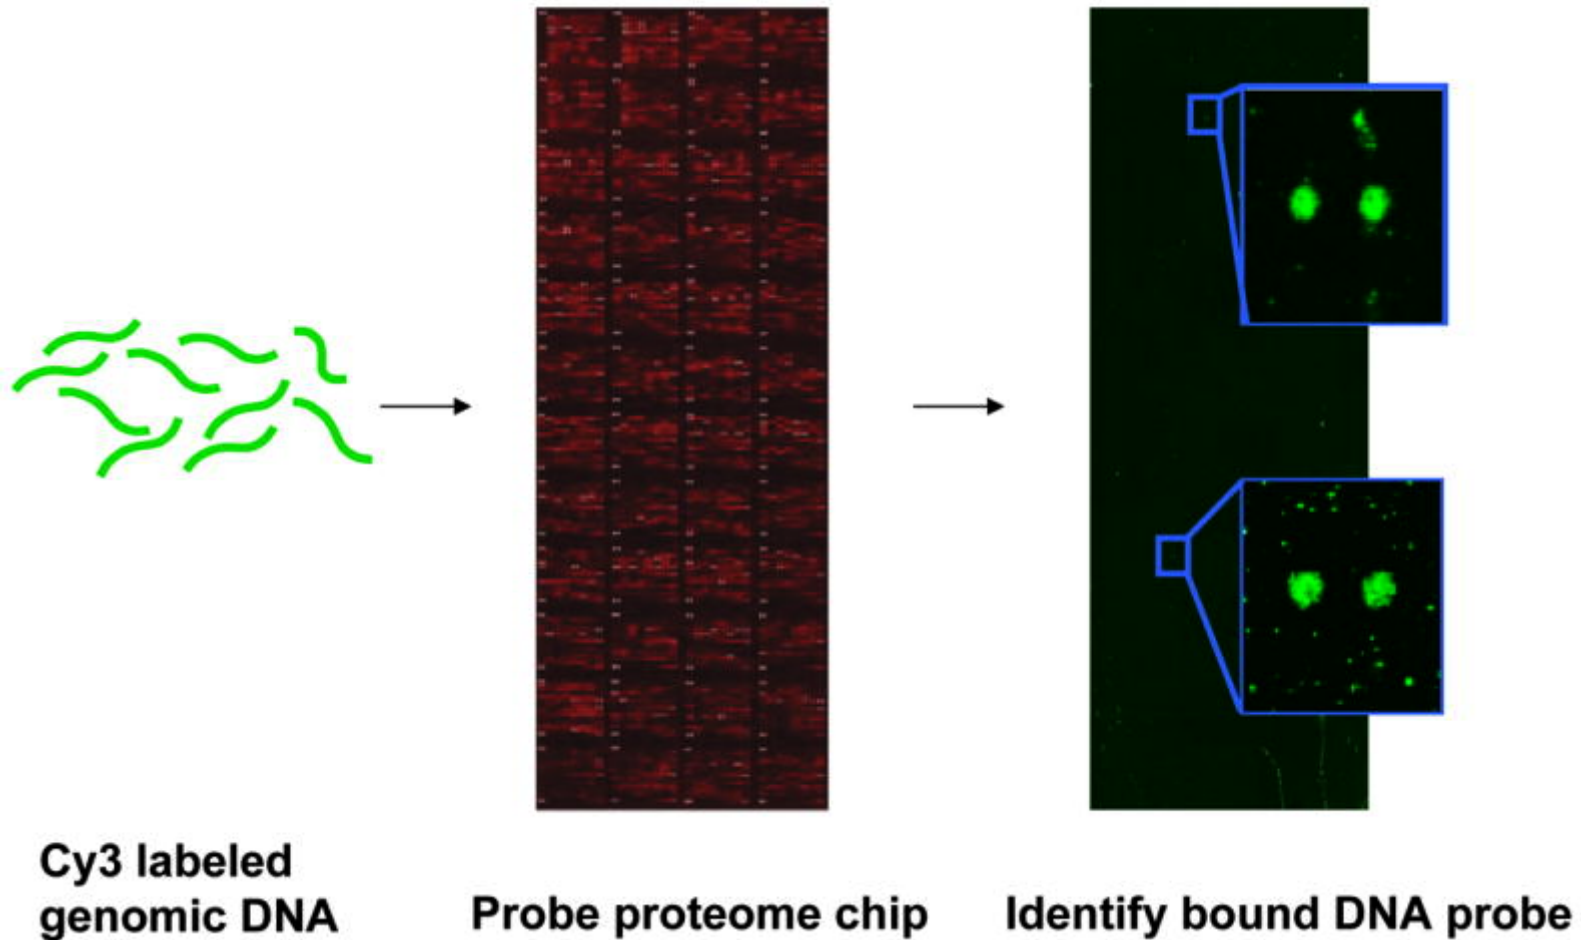 Cy3 labeled
genomic DNA
Probe proteome chip
Identify bound DNA probe